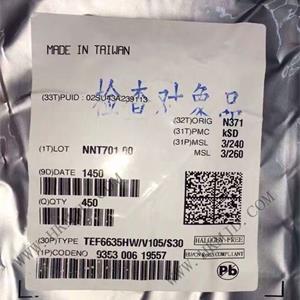 MADE IN TAIWAN
检查对象品
(33T)PUID : 02SU43A239113
(32T)ORIG N371
(31T)PMC kSD
(31P)MSL 3/240
MSL 3/260
(1T)LOT NNT701 00
(9D)DATE 1450
(Q)QTY 450
(30P)TYPE TEF6635HW/V105/S30
(1P)CODENO 9353 006 19557
HALOGEN-FREE
Pb